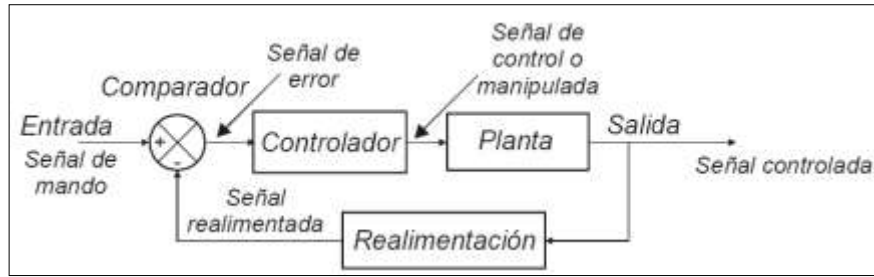 Señal de
error
Señal de
control o
manipulada
Comparador
Entrada
Señal de
mando
+
-
Controlador
Planta
Salida
Señal controlada
Señal
realimentada
Realimentación